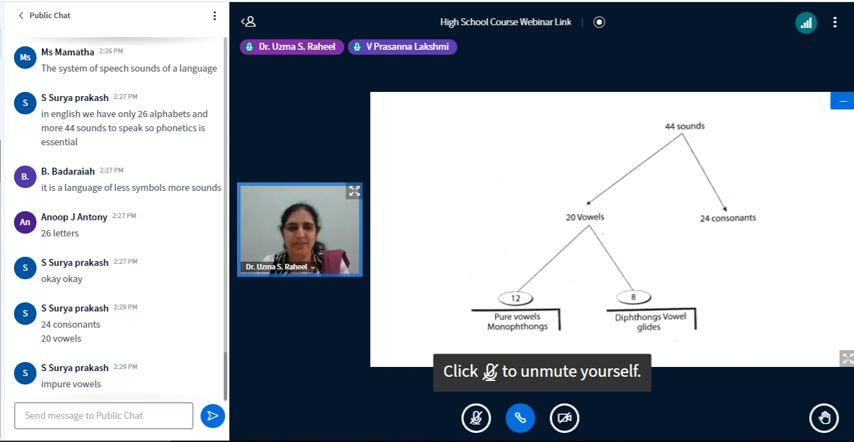 Public Chat
Ms
Ms Mamatha 2:26 PM
The system of speech sounds of a language
S
S Surya prakash 2:27 PM
in english we have only 26 alphabets and
more 44 sounds to speak so phonetics is
essential
B.
B. Badaraiah 2:27 PM
it is a language of less symbols more sounds
An
Anoop J Antony 2:27 PM
26 letters
S
S Surya prakash 2:27 PM
okay okay
S
S Surya prakash 2:29 PM
24 consonants
20 vowels
S
S Surya prakash 2:29 PM
impure vowels
Send message to Public Chat
High School Course Webinar Link
Dr. Uzma S. Raheel
V Prasanna Lakshmi
Dr. Uzma S. Raheel
44 sounds
20 Vowels
24 consonants
12
8
Pure vowels
Monophthongs
Diphthongs Vowel
glides
Click to unmute yourself.